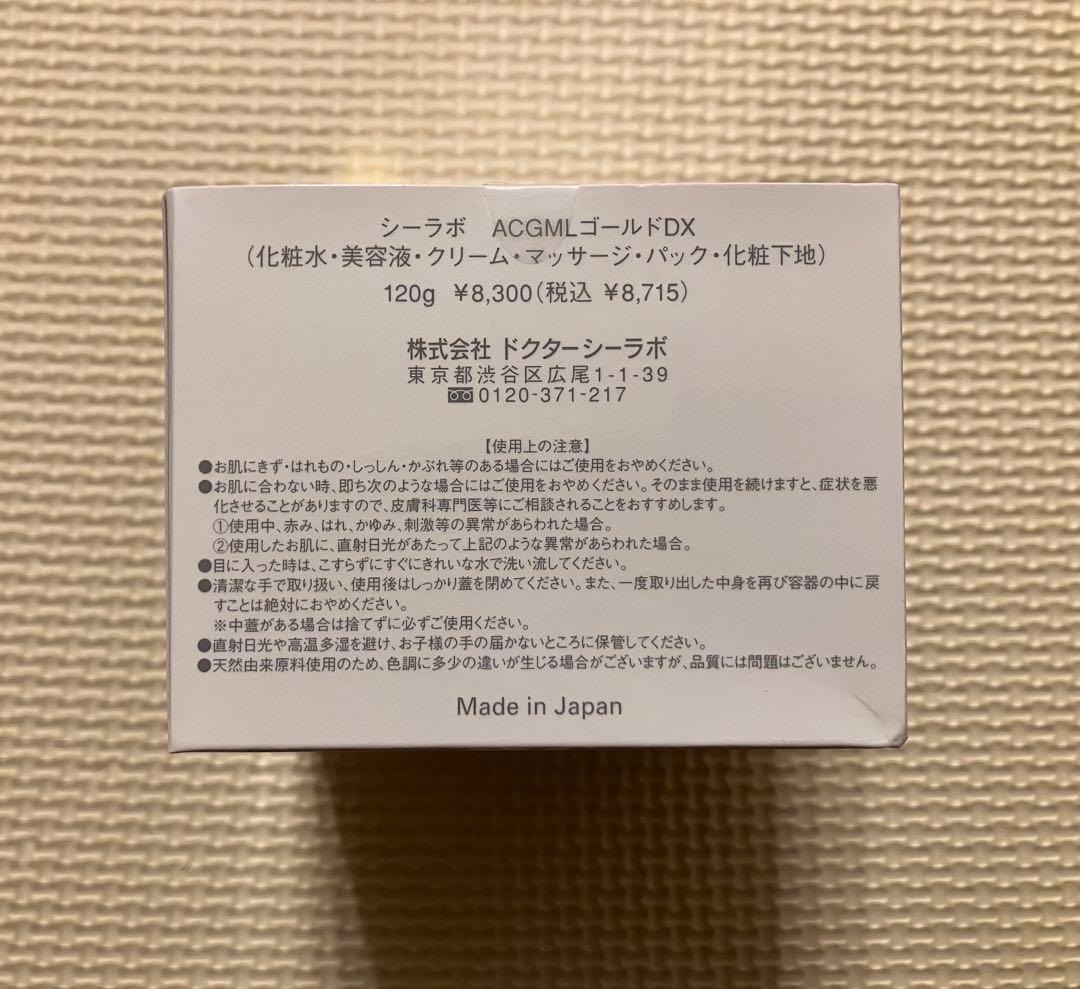 シーラボ ACGMLゴールドDX
(化粧水・美容液・クリーム・マッサージ・パック・化粧下地)
120g ¥8,300(税込 ¥8,715)
株式会社 ドクターシーラボ
東京都渋谷区広尾1-1-39
0120-371-217
【使用上の注意】
●お肌にきず・はれもの・しっしん・かぶれ等のある場合にはご使用をおやめください。
●お肌に合わない時、即ち次のような場合にはご使用をおやめください。そのまま使用を続けますと、症状を悪
化させることがありますので、皮膚科専門医等にご相談されることをおすすめします。
①使用中、赤み、はれ、かゆみ、刺激等の異常があらわれた場合。
②使用したお肌に、直射日光があたって上記のような異常があらわれた場合。
●目に入った時は、こすらずにすぐにきれいな水で洗い流してください。
●清潔な手で取り扱い、使用後はしっかり蓋を閉めてください。また、一度取り出した中身を再び容器の中に戻
すことは絶対におやめください。
※中蓋がある場合は捨てずに必ずご使用ください。
●直射日光や高温多湿を避け、お子様の手の届かないところに保管してください。
●天然由来原料使用のため、色調に多少の違いが生じる場合がございますが、品質には問題はございません。
Made in Japan